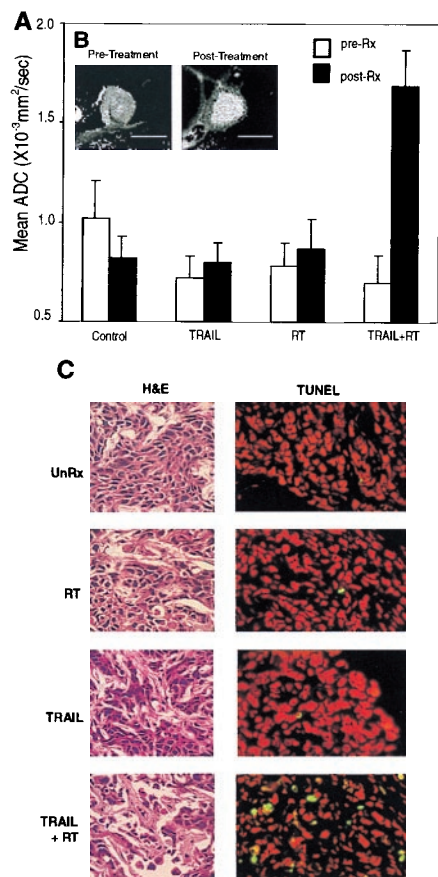 A
B
Pre-Treatment
Post-Treatment
pre-Rx
post-Rx
Mean ADC (X10-3mm2/sec)
2.0
1.5
1.0
0.5
Control
TRAIL
RT
TRAIL+RT
C
H&E
TUNEL
UnRx
RT
TRAIL
TRAIL
+ RT